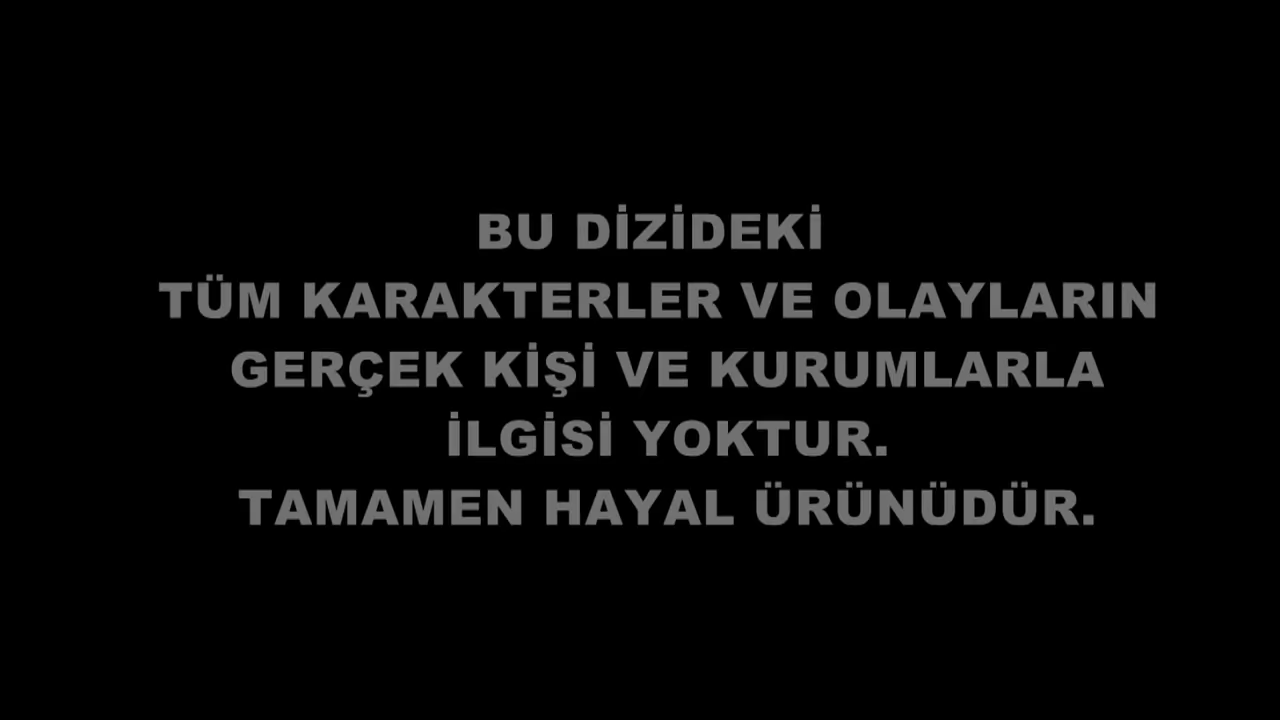 BU DİZİDEKİ
TÜM KARAKTERLER VE OLAYLARIN
GERÇEK KİŞİ VE KURUMLARLA
İLGİSİ YOKTUR.
TAMAMEN HAYAL ÜRÜNÜDÜR.